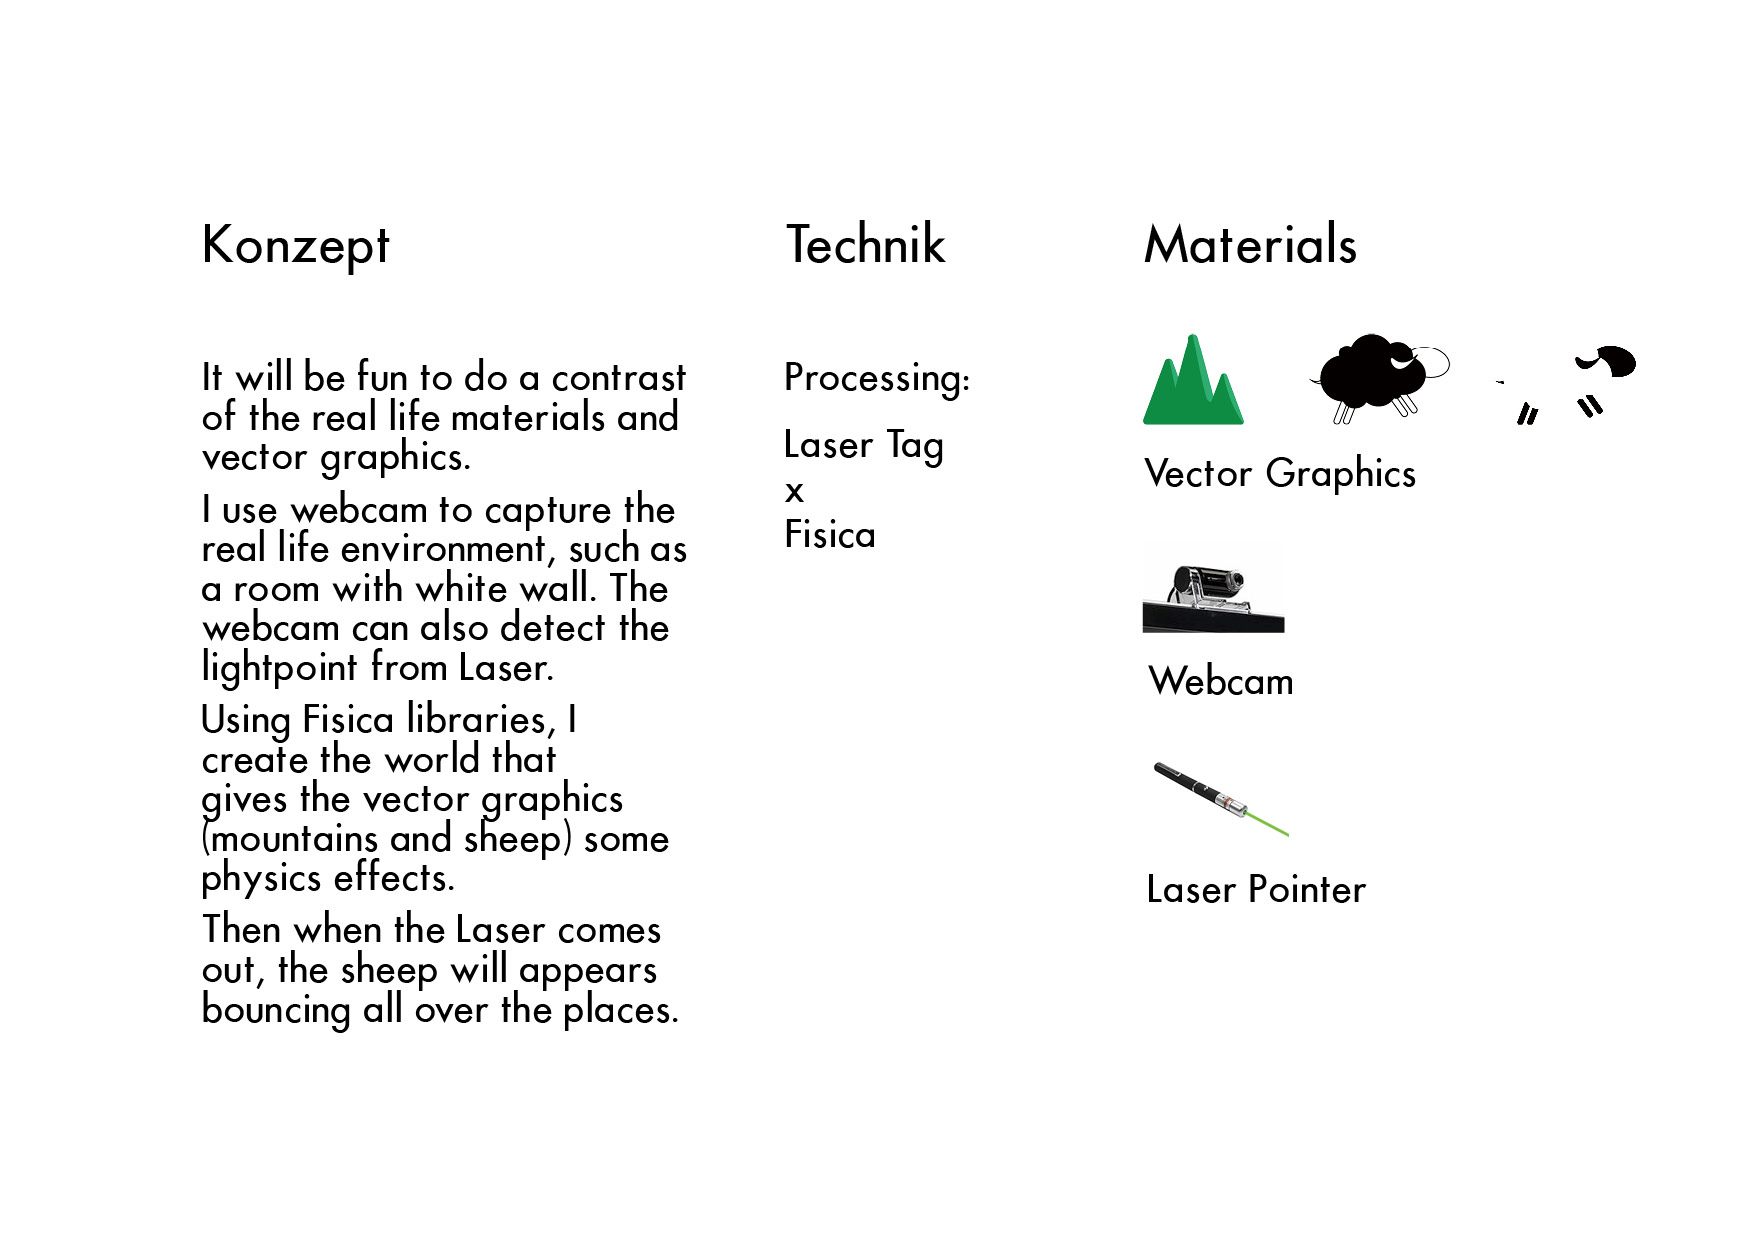 Konzept
It will be fun to do a contrast
of the real life materials and
vector graphics.
I use webcam to capture the
real life environment, such as
a room with white wall. The
webcam can also detect the
lightpoint from Laser.
Using Fisica libraries, I
create the world that
gives the vector graphics
(mountains and sheep) some
physics effects.
Then when the Laser comes
out, the sheep will appears
bouncing all over the places.
Technik
Processing:
Laser Tag
x
Fisica
Materials
Vector Graphics
Webcam
Laser Pointer